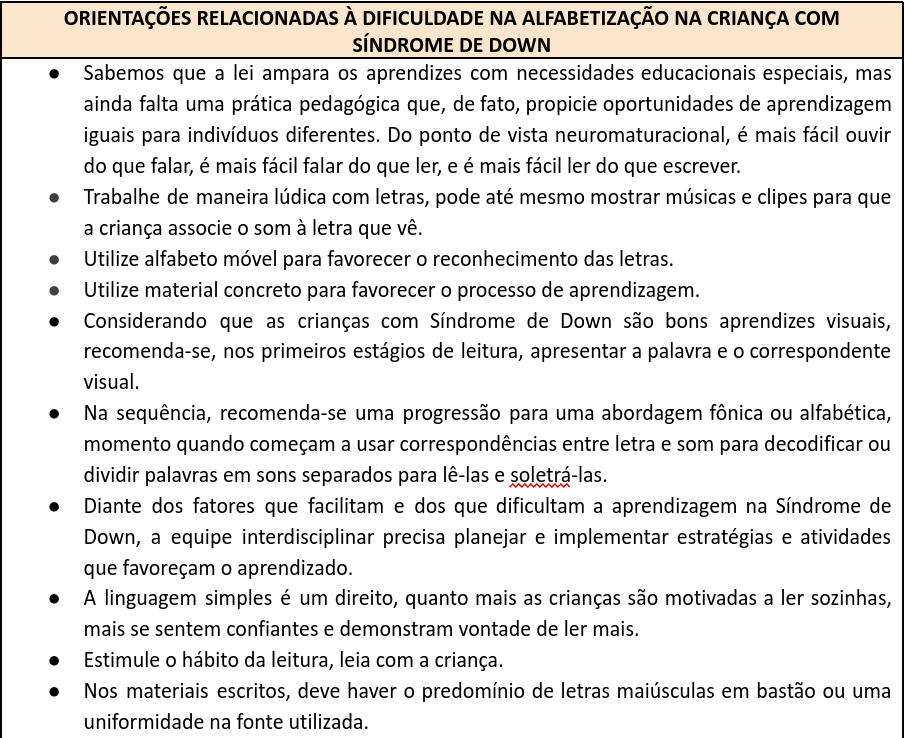 ORIENTAÇÕES RELACIONADAS À DIFICULDADE NA ALFABETIZAÇÃO NA CRIANÇA COM
SÍNDROME DE DOWN
● Sabemos que a lei ampara os aprendizes com necessidades educacionais especiais, mas
ainda falta uma prática pedagógica que, de fato, propicie oportunidades de aprendizagem
iguais para indivíduos diferentes. Do ponto de vista neuromaturacional, é mais fácil ouvir
do que falar, é mais fácil falar do que ler, e é mais fácil ler do que escrever.
● Trabalhe de maneira lúdica com letras, pode até mesmo mostrar músicas e clipes para que
a criança associe o som à letra que vê.
● Utilize alfabeto móvel para favorecer o reconhecimento das letras.
● Utilize material concreto para favorecer o processo de aprendizagem.
● Considerando que as crianças com Síndrome de Down são bons aprendizes visuais,
recomenda-se, nos primeiros estágios de leitura, apresentar a palavra e o correspondente
visual.
● Na sequência, recomenda-se uma progressão para uma abordagem fônica ou alfabética,
momento quando começam a usar correspondências entre letra e som para decodificar ou
dividir palavras em sons separados para lê-las e soletrá-las.
● Diante dos fatores que facilitam e dos que dificultam a aprendizagem na Síndrome de
Down, a equipe interdisciplinar precisa planejar e implementar estratégias e atividades
que favoreçam o aprendizado.
● A linguagem simples é um direito, quanto mais as crianças são motivadas a ler sozinhas,
mais se sentem confiantes e demonstram vontade de ler mais.
● Estimule o hábito da leitura, leia com a criança.
● Nos materiais escritos, deve haver o predomínio de letras maiúsculas em bastão ou uma
uniformidade na fonte utilizada.